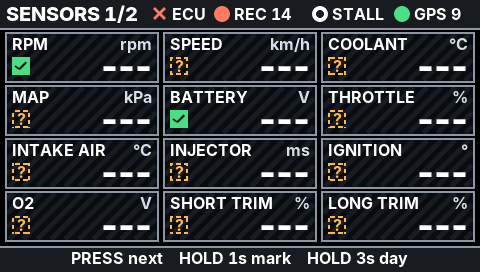 SENSORS 1/2 ✕ ECU REC 14 STALL GPS 9
RPM rpm SPEED km/h COOLANT °C
--- ? --- ? ---
MAP kPa BATTERY V THROTTLE %
? --- --- ? ---
INTAKE AIR °C INJECTOR ms IGNITION °
? --- ? --- ? ---
O2 V SHORT TRIM % LONG TRIM %
? --- ? --- ? ---
PRESS next HOLD 1s mark HOLD 3s day